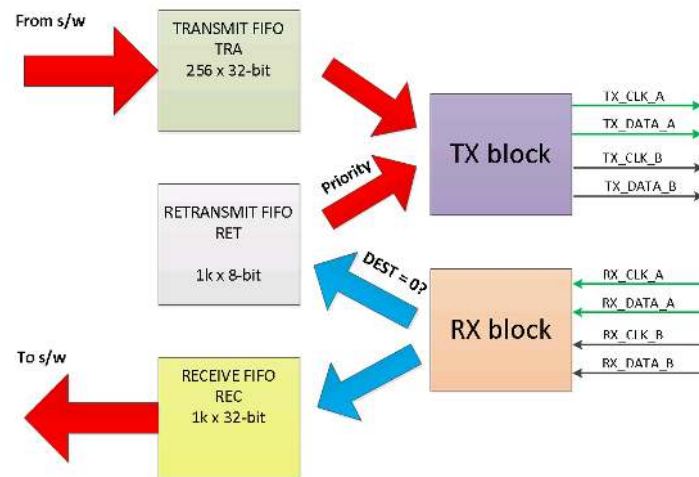 From s/w
TRANSMIT FIFO
TRA
256 x 32-bit
TX block
TX_CLK_A
TX_DATA_A
TX_CLK_B
TX_DATA_B
Priority
RETRANSMIT FIFO
RET
1k x 8-bit
DEST = 0?
RX block
RX_CLK_A
RX_DATA_A
RX_CLK_B
RX_DATA_B
To s/w
RECEIVE FIFO
REC
1k x 32-bit